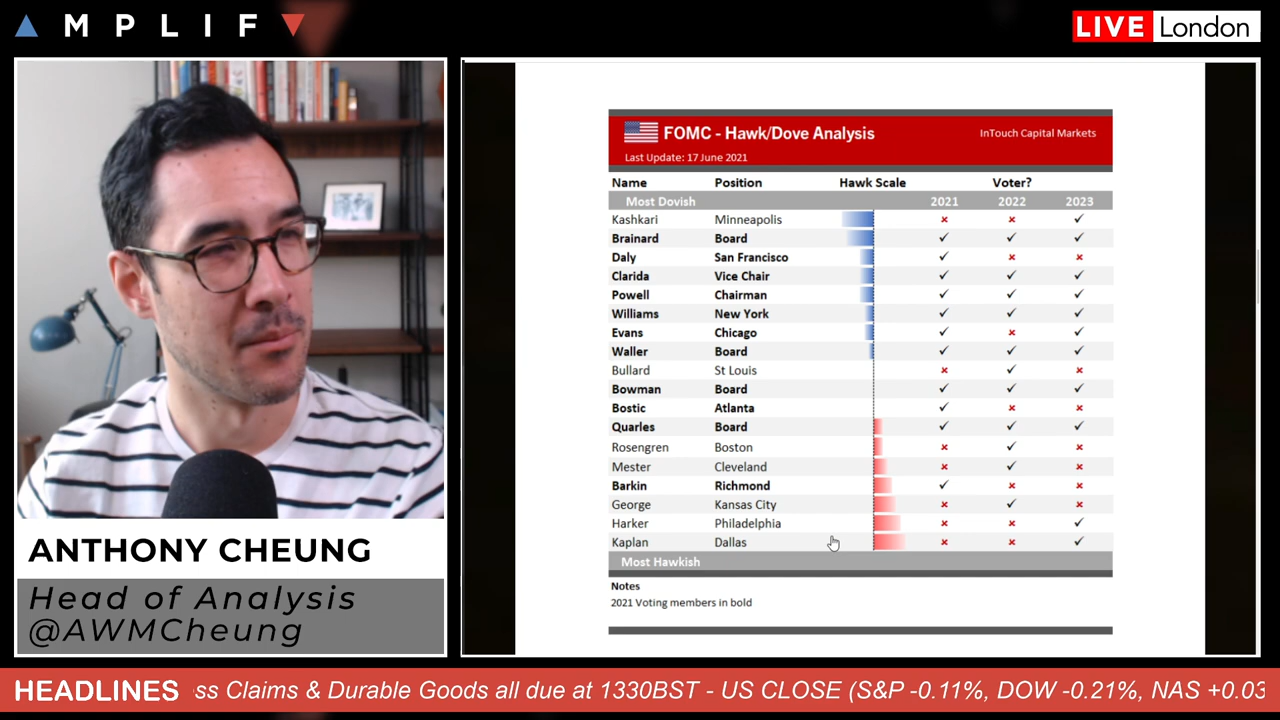 AMPLIFY
LIVE London
FOMC - Hawk/Dove Analysis
InTouch Capital Markets
Last Update: 17 June 2021
Name Position Hawk Scale Voter?
Most Dovish 2021 2022 2023
Kashkari Minneapolis ✗ ✗ ✓
Brainard Board ✓ ✓ ✓
Daly San Francisco ✓ ✗ ✗
Clarida Vice Chair ✓ ✓ ✓
Powell Chairman ✓ ✓ ✓
Williams New York ✓ ✓ ✓
Evans Chicago ✓ ✗ ✓
Waller Board ✓ ✓ ✓
Bullard St Louis ✗ ✓ ✗
Bowman Board ✓ ✓ ✓
Bostic Atlanta ✓ ✗ ✗
Quarles Board ✓ ✓ ✓
Rosengren Boston ✗ ✓ ✗
Mester Cleveland ✗ ✓ ✗
Barkin Richmond ✓ ✗ ✗
George Kansas City ✗ ✓ ✗
Harker Philadelphia ✗ ✗ ✓
Kaplan Dallas ✗ ✗ ✓
Most Hawkish
Notes
2021 Voting members in bold
ANTHONY CHEUNG
Head of Analysis
@AWMCheung
HEADLINES ss Claims & Durable Goods all due at 1330BST - US CLOSE (S&P -0.11%, DOW -0.21%, NAS +0.03